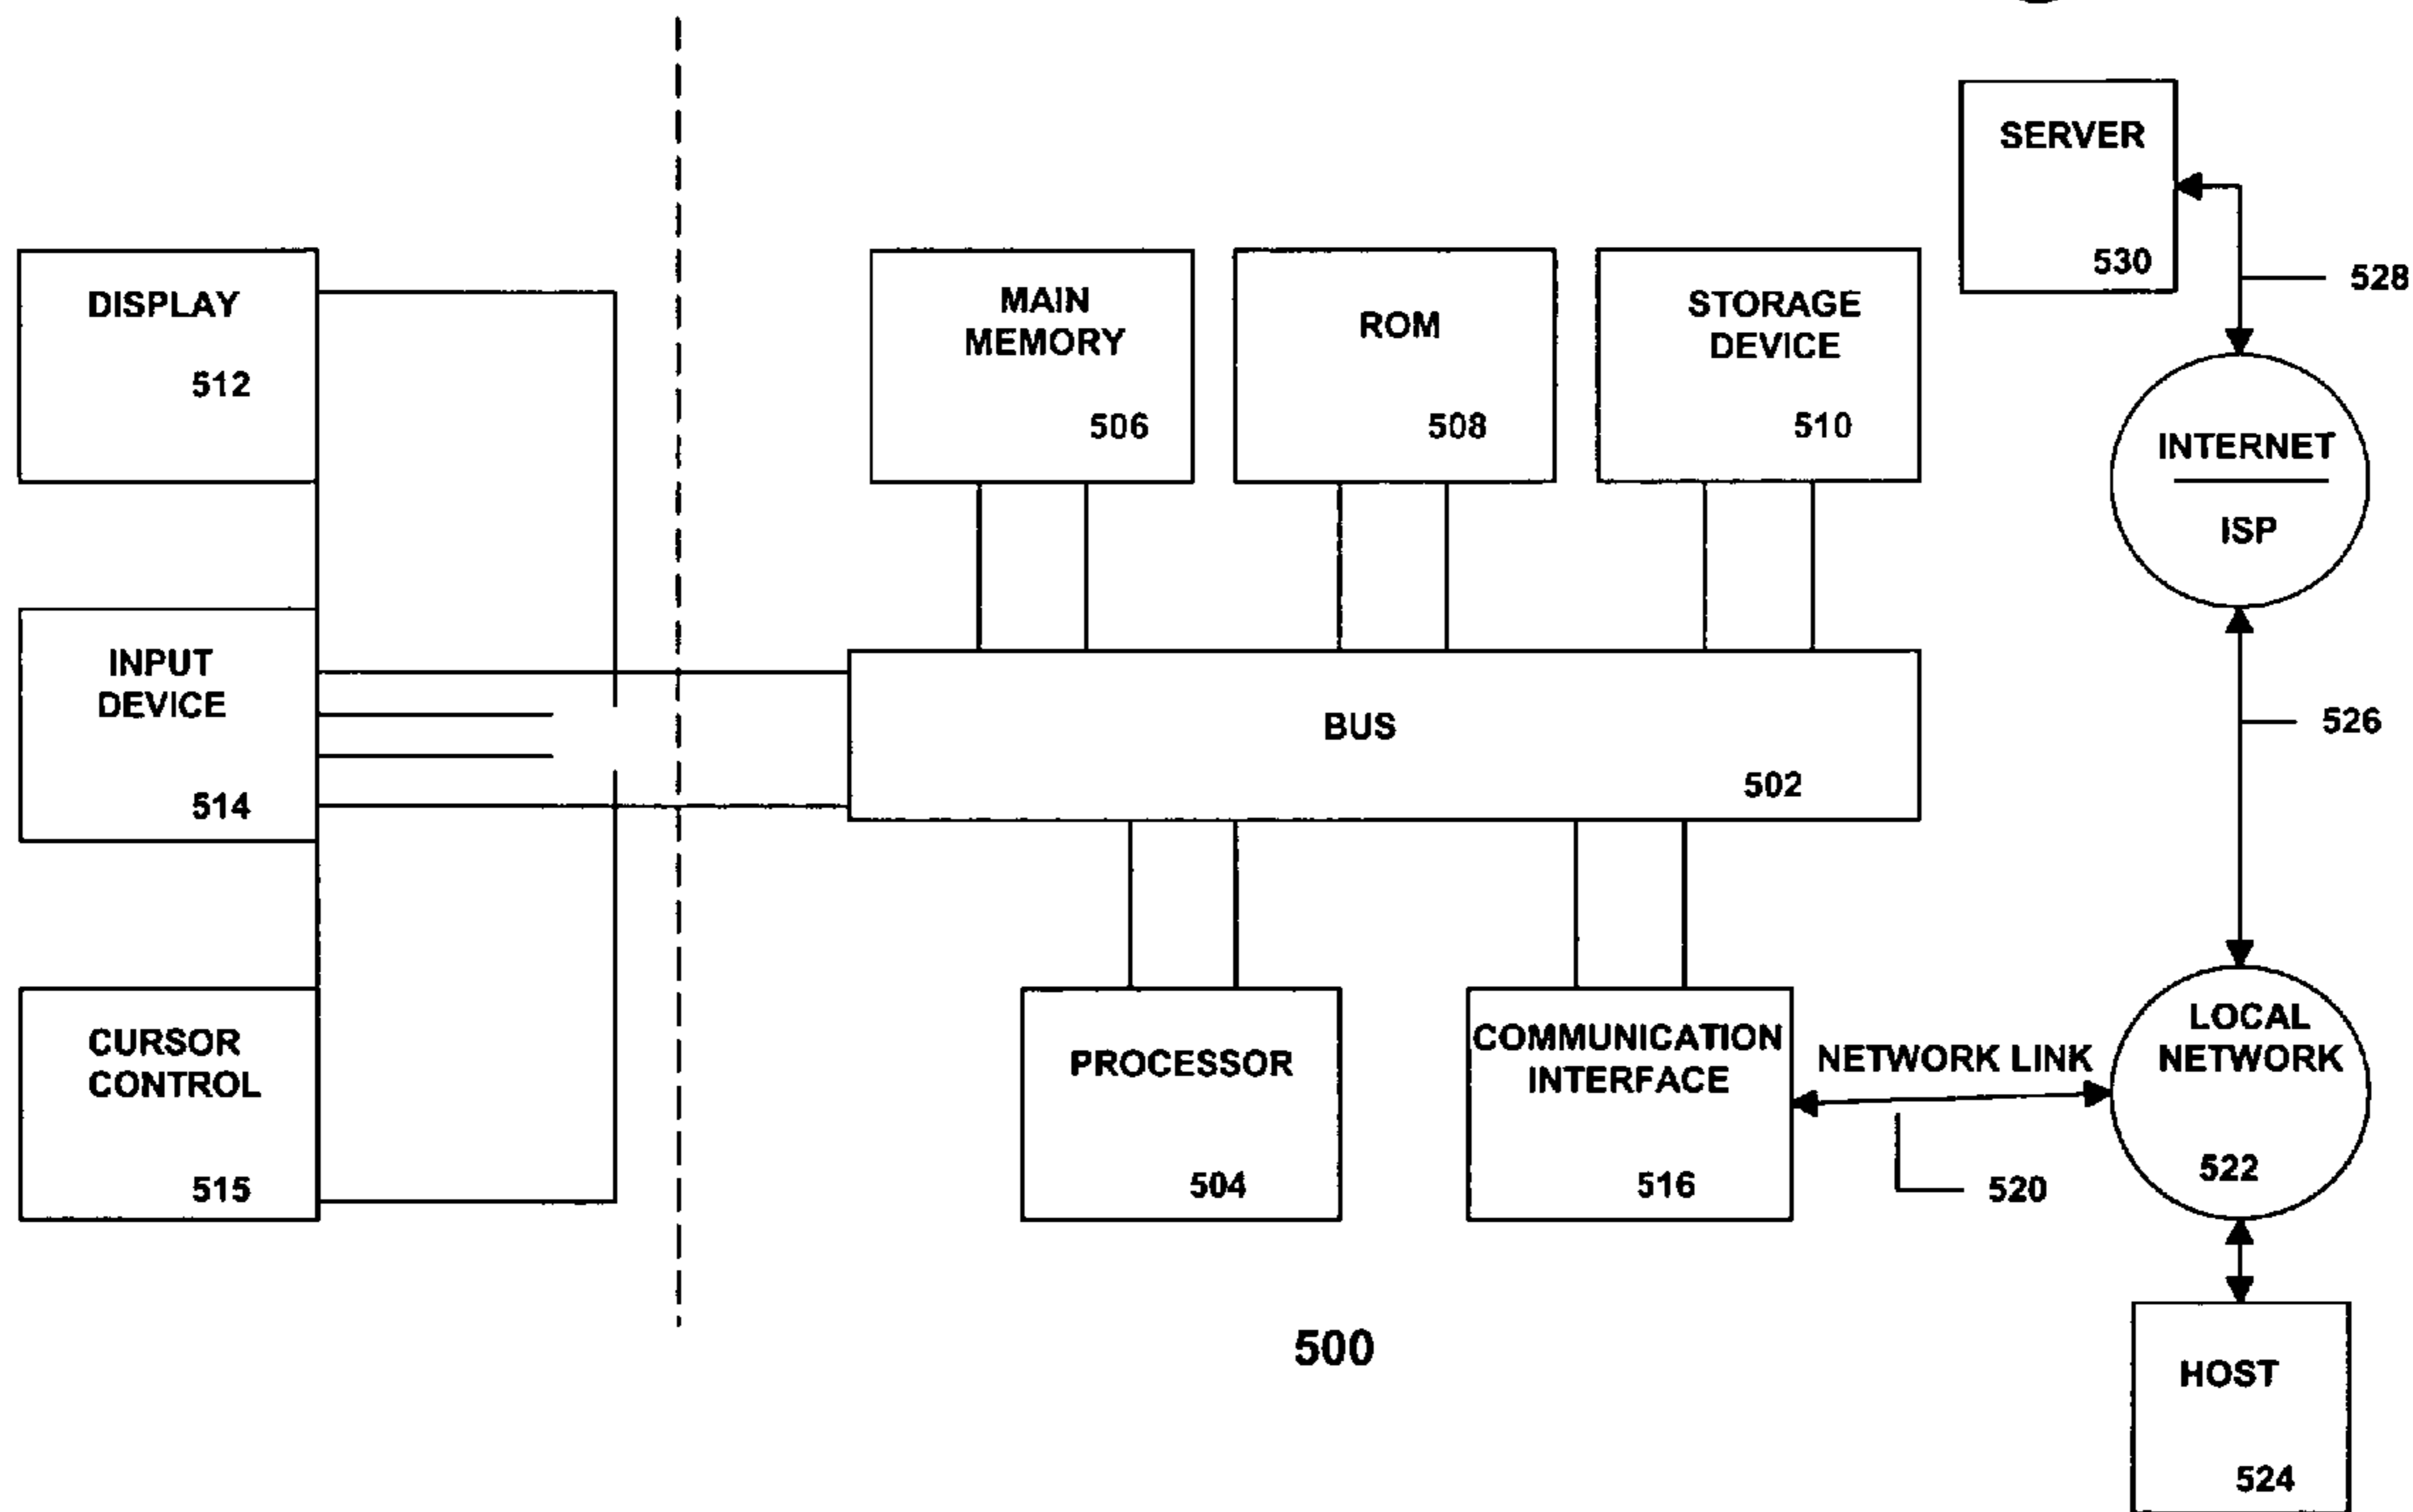 SERVER
530
528
DISPLAY
512
MAIN
MEMORY
506
ROM
508
STORAGE
DEVICE
510
INTERNET
ISP
INPUT
DEVICE
514
BUS
502
526
CURSOR
CONTROL
515
PROCESSOR
504
COMMUNICATION
INTERFACE
516
NETWORK LINK
520
LOCAL
NETWORK
522
500
HOST
524